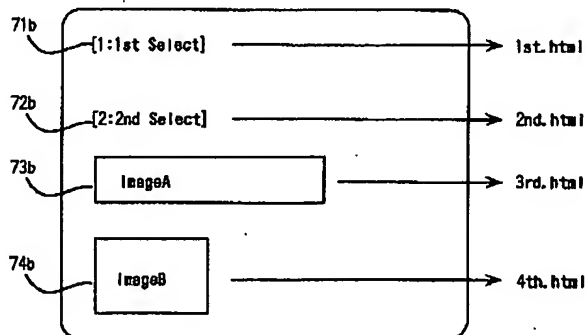 71b
[1:1st Select] 1st.html
72b
[2:2nd Select] 2nd.html
73b
ImageA 3rd.html
74b
ImageB 4th.html